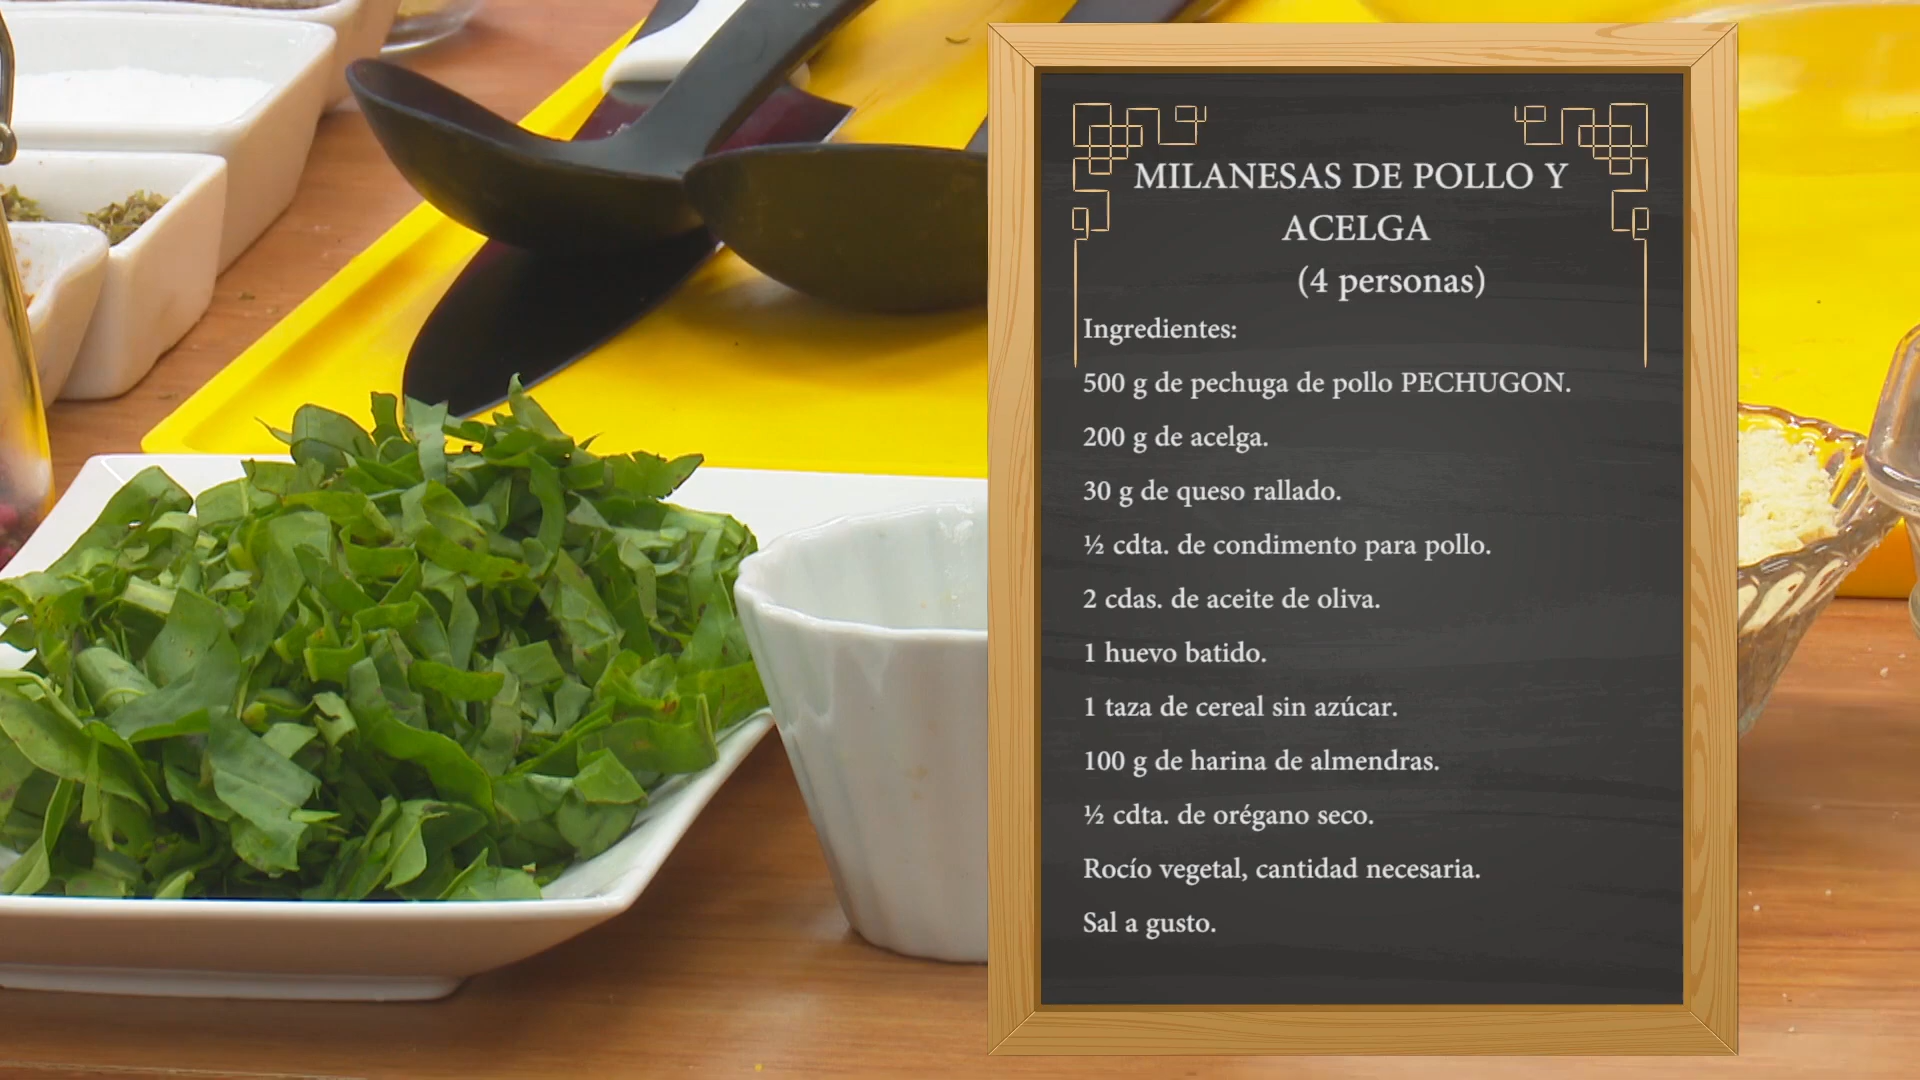 MILANESAS DE POLLO Y
ACELGA
(4 personas)
Ingredientes:
500 g de pechuga de pollo PECHUGON.
200 g de acelga.
30 g de queso rallado.
½ cdta. de condimento para pollo.
2 cdas. de aceite de oliva.
1 huevo batido.
1 taza de cereal sin azúcar.
100 g de harina de almendras.
½ cdta. de orégano seco.
Rocío vegetal, cantidad necesaria.
Sal a gusto.